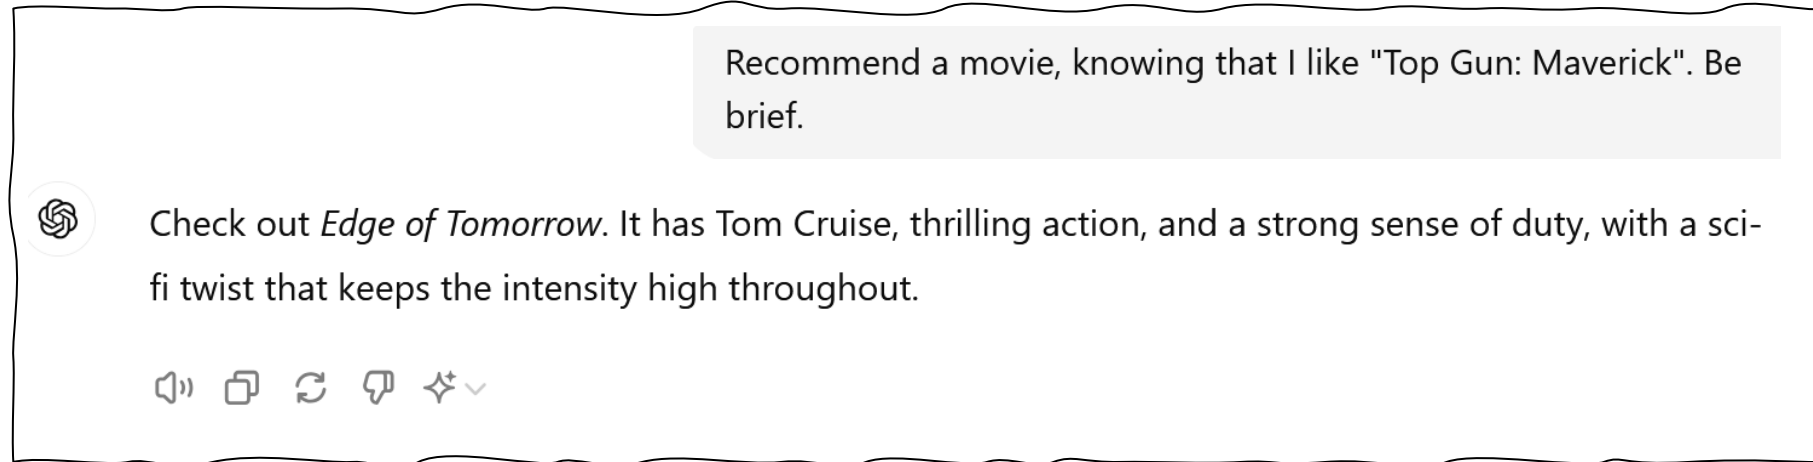 Recommend a movie, knowing that I like "Top Gun: Maverick". Be
brief.
Check out Edge of Tomorrow. It has Tom Cruise, thrilling action, and a strong sense of duty, with a sci-
fi twist that keeps the intensity high throughout.